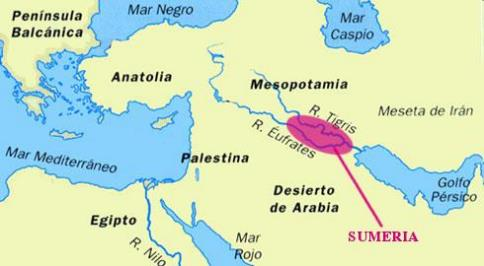 Península
Balcánica
Mar Negro
Mar
Caspio
Anatolia
Mesopotamia
R. Tigris
Meseta de Irán
R. Éufrates
Mar Mediterráneo
Palestina
Desierto
de Arabia
Golfo
Pérsico
Egipto
R. Nilo
Mar
Rojo
SUMERIA